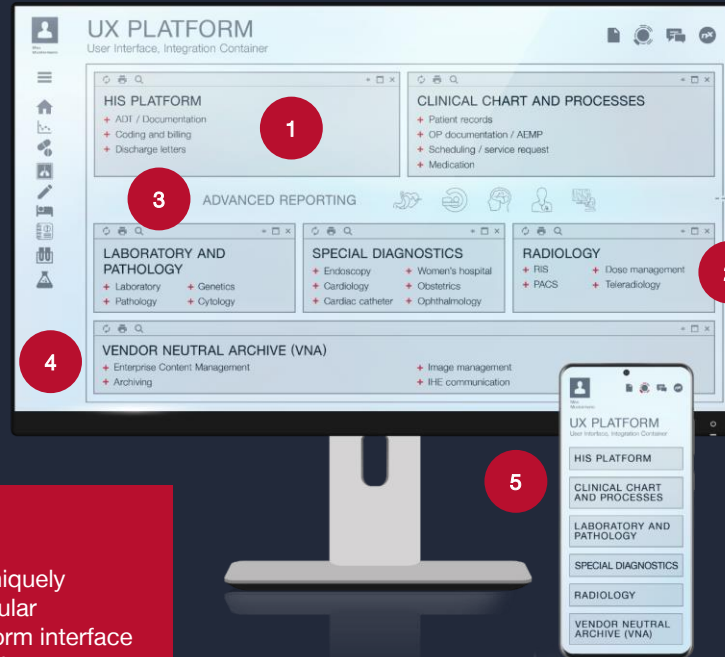 UX PLATFORM
User Interface, Integration Container
HIS PLATFORM
+ ADT / Documentation
+ Coding and billing
+ Discharge letters
1
CLINICAL CHART AND PROCESSES
+ Patient records
+ OP documentation / AEMP
+ Scheduling / service request
+ Medication
3
ADVANCED REPORTING
LABORATORY AND
PATHOLOGY
+ Laboratory + Genetics
+ Pathology + Cytology
SPECIAL DIAGNOSTICS
+ Endoscopy + Women's hospital
+ Cardiology + Obstetrics
+ Cardiac catheter + Ophthalmology
RADIOLOGY
+ RIS + Dose management
+ PACS + Teleradiology
4
VENDOR NEUTRAL ARCHIVE (VNA)
+ Enterprise Content Management + Image management
+ Archiving + IHE communication
5
UX PLATFORM
User Interface, Integration Container
HIS PLATFORM
CLINICAL CHART
AND PROCESSES
LABORATORY AND
PATHOLOGY
SPECIAL DIAGNOSTICS
RADIOLOGY
VENDOR NEUTRAL
ARCHIVE (VNA)
niquely
ular
orm interface